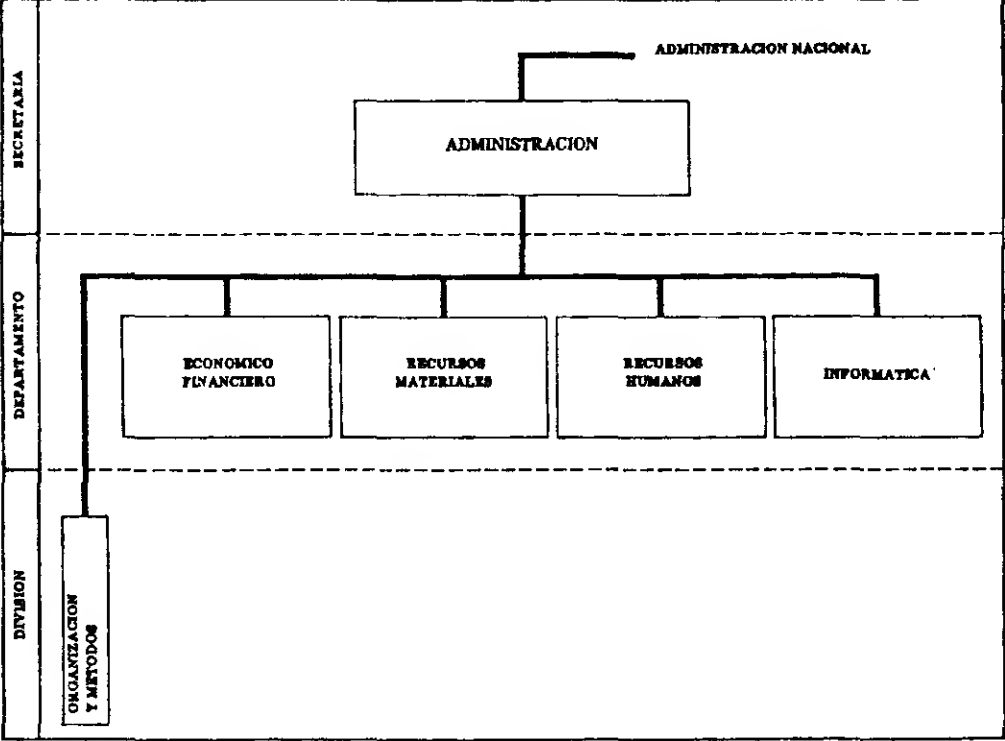 SECRETARIA
ADMINISTRACION NACIONAL
ADMINISTRACION
DEPARTAMENTO
ECONOMICO
FINANCIERO
RECURSOS
MATERIALES
RECURSOS
HUMANOS
INFORMATICA
DIVISION
ORGANIZACION
Y METODOS